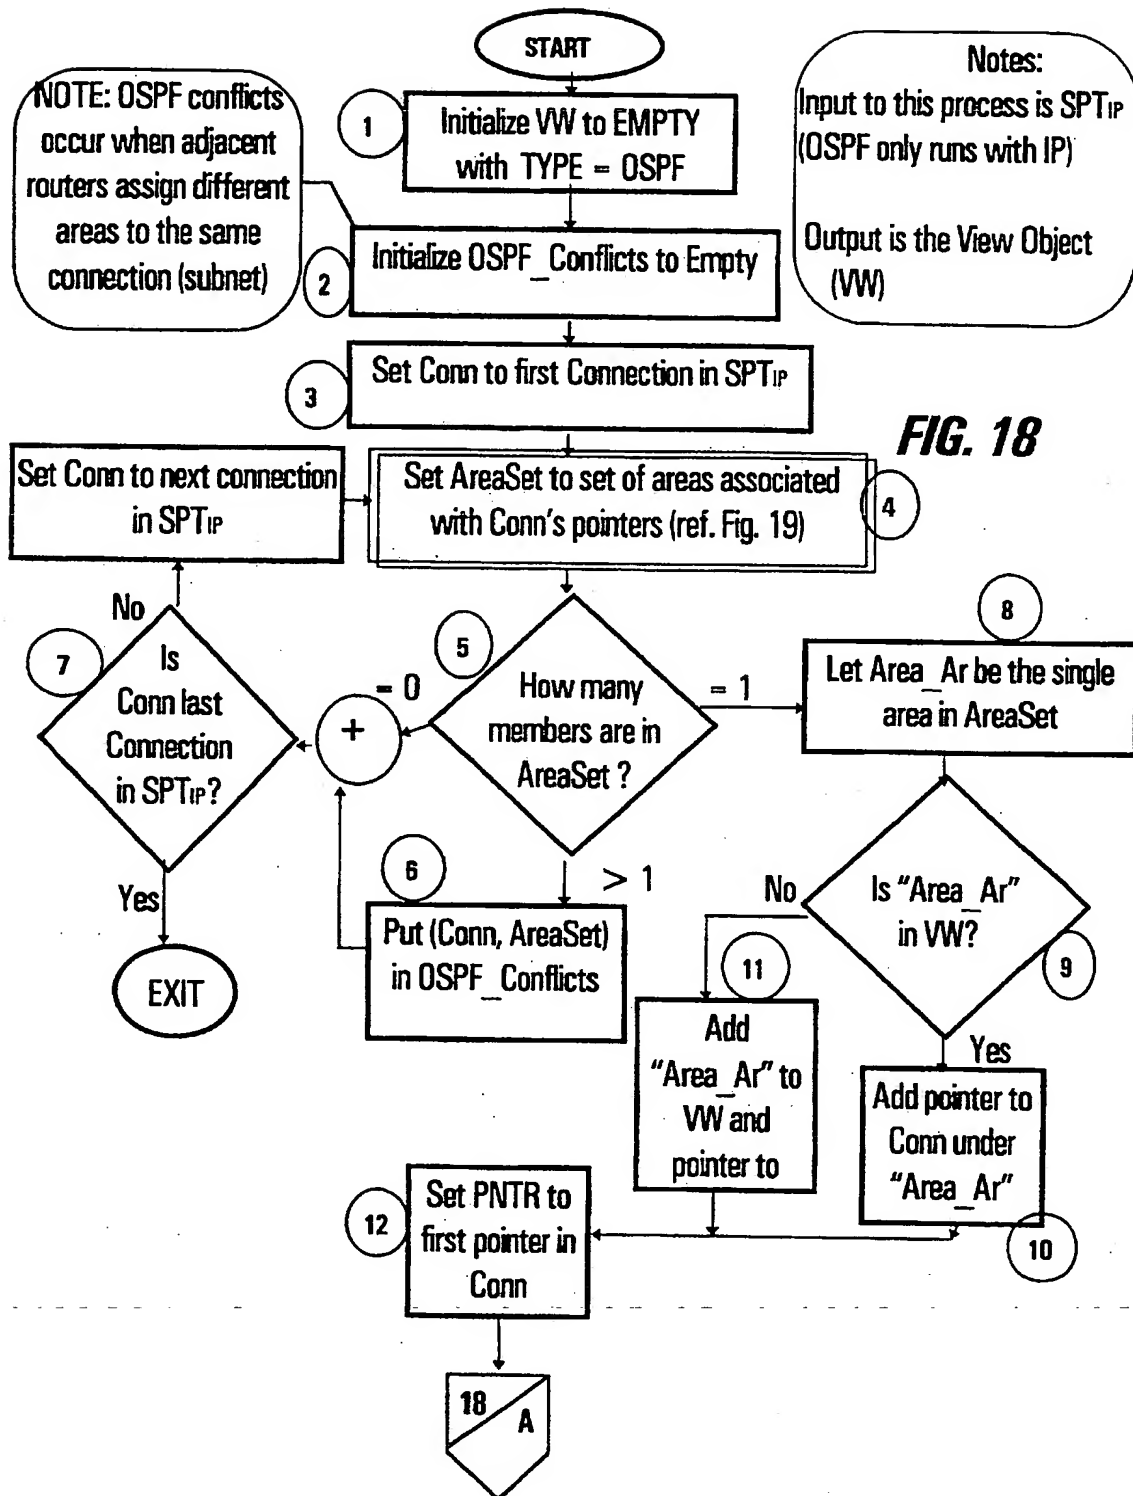 START
NOTE: OSPF conflicts
occur when adjacent
routers assign different
areas to the same
connection (subnet)
Notes:
Input to this process is SPTIP
(OSPF only runs with IP)
Output is the View Object
(VW)
1
Initialize VW to EMPTY
with TYPE = OSPF
2
Initialize OSPF_Conflicts to Empty
3
Set Conn to first Connection in SPTIP
FIG. 18
Set Conn to next connection
in SPTIP
Set AreaSet to set of areas associated
with Conn's pointers (ref. Fig. 19)
4
No
7
Is
Conn last
Connection
in SPTIP?
Yes
EXIT
+
= 0
5
How many
members are in
AreaSet ?
= 1
> 1
6
Put (Conn, AreaSet)
in OSPF_Conflicts
8
Let Area_Ar be the single
area in AreaSet
No
Is "Area_Ar"
in VW?
9
Yes
11
Add
"Area_Ar" to
VW and
pointer to
Add pointer to
Conn under
"Area_Ar"
10
12
Set PNTR to
first pointer in
Conn
18
A